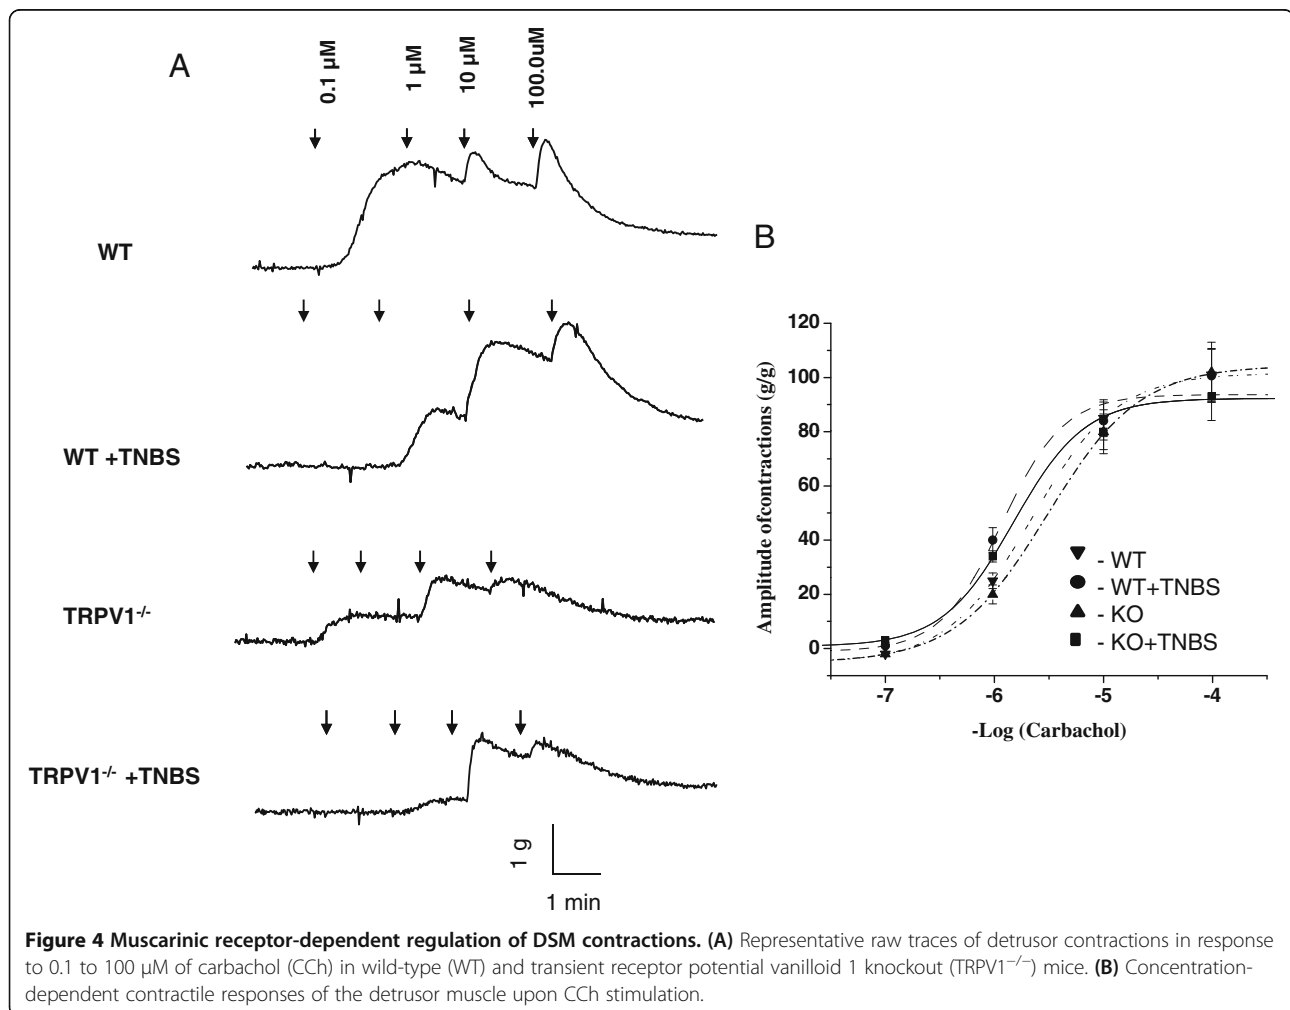 A
0.1 µM
1 µM
10 µM
100.0uM
WT
WT +TNBS
TRPV1-/-
TRPV1-/- +TNBS
1 g
1 min
B
Amplitude ofcontractions (g/g)
120
100
80
60
40
20
0
-7
-6
-5
-4
-Log (Carbachol)
- WT
- WT+TNBS
- KO
- KO+TNBS
Figure 4 Muscarinic receptor-dependent regulation of DSM contractions. (A) Representative raw traces of detrusor contractions in response
to 0.1 to 100 µM of carbachol (CCh) in wild-type (WT) and transient receptor potential vanilloid 1 knockout (TRPV1−/−) mice. (B) Concentration-
dependent contractile responses of the detrusor muscle upon CCh stimulation.